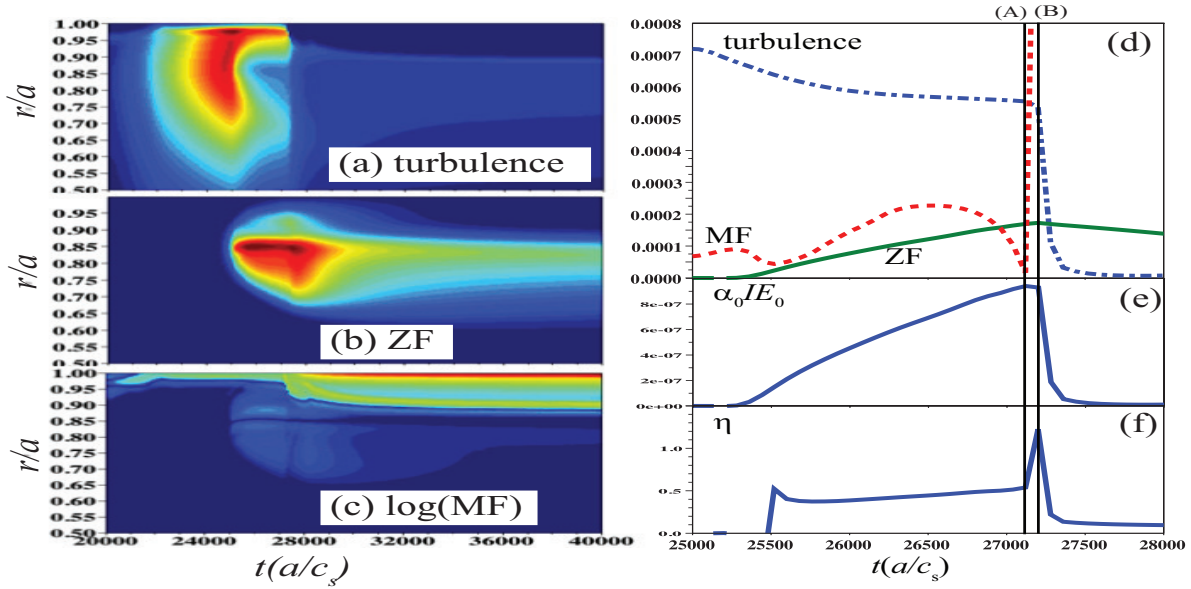 1.00
0.95
0.90
0.85
0.80
0.75
0.70
0.65
0.60
0.55
0.50
r/a
(a) turbulence
0.95
0.90
0.85
0.80
0.75
0.70
0.65
0.60
0.55
0.50
r/a
(b) ZF
1.00
0.95
0.90
0.85
0.80
0.75
0.70
0.65
0.60
0.55
0.50
r/a
(c) log(MF)
20000 24000 28000 32000 36000 40000
t(a/cₛ)
(A) (B)
0.0008
0.0007
0.0006
0.0005
0.0004
0.0003
0.0002
0.0001
0.0000
turbulence
(d)
MF
ZF
α₀IE₀
(e)
8e-07
6e-07
4e-07
2e-07
0e+00
η
(f)
1.0
0.5
0.0
25000 25500 26000 26500 27000 27500 28000
t(a/cₛ)